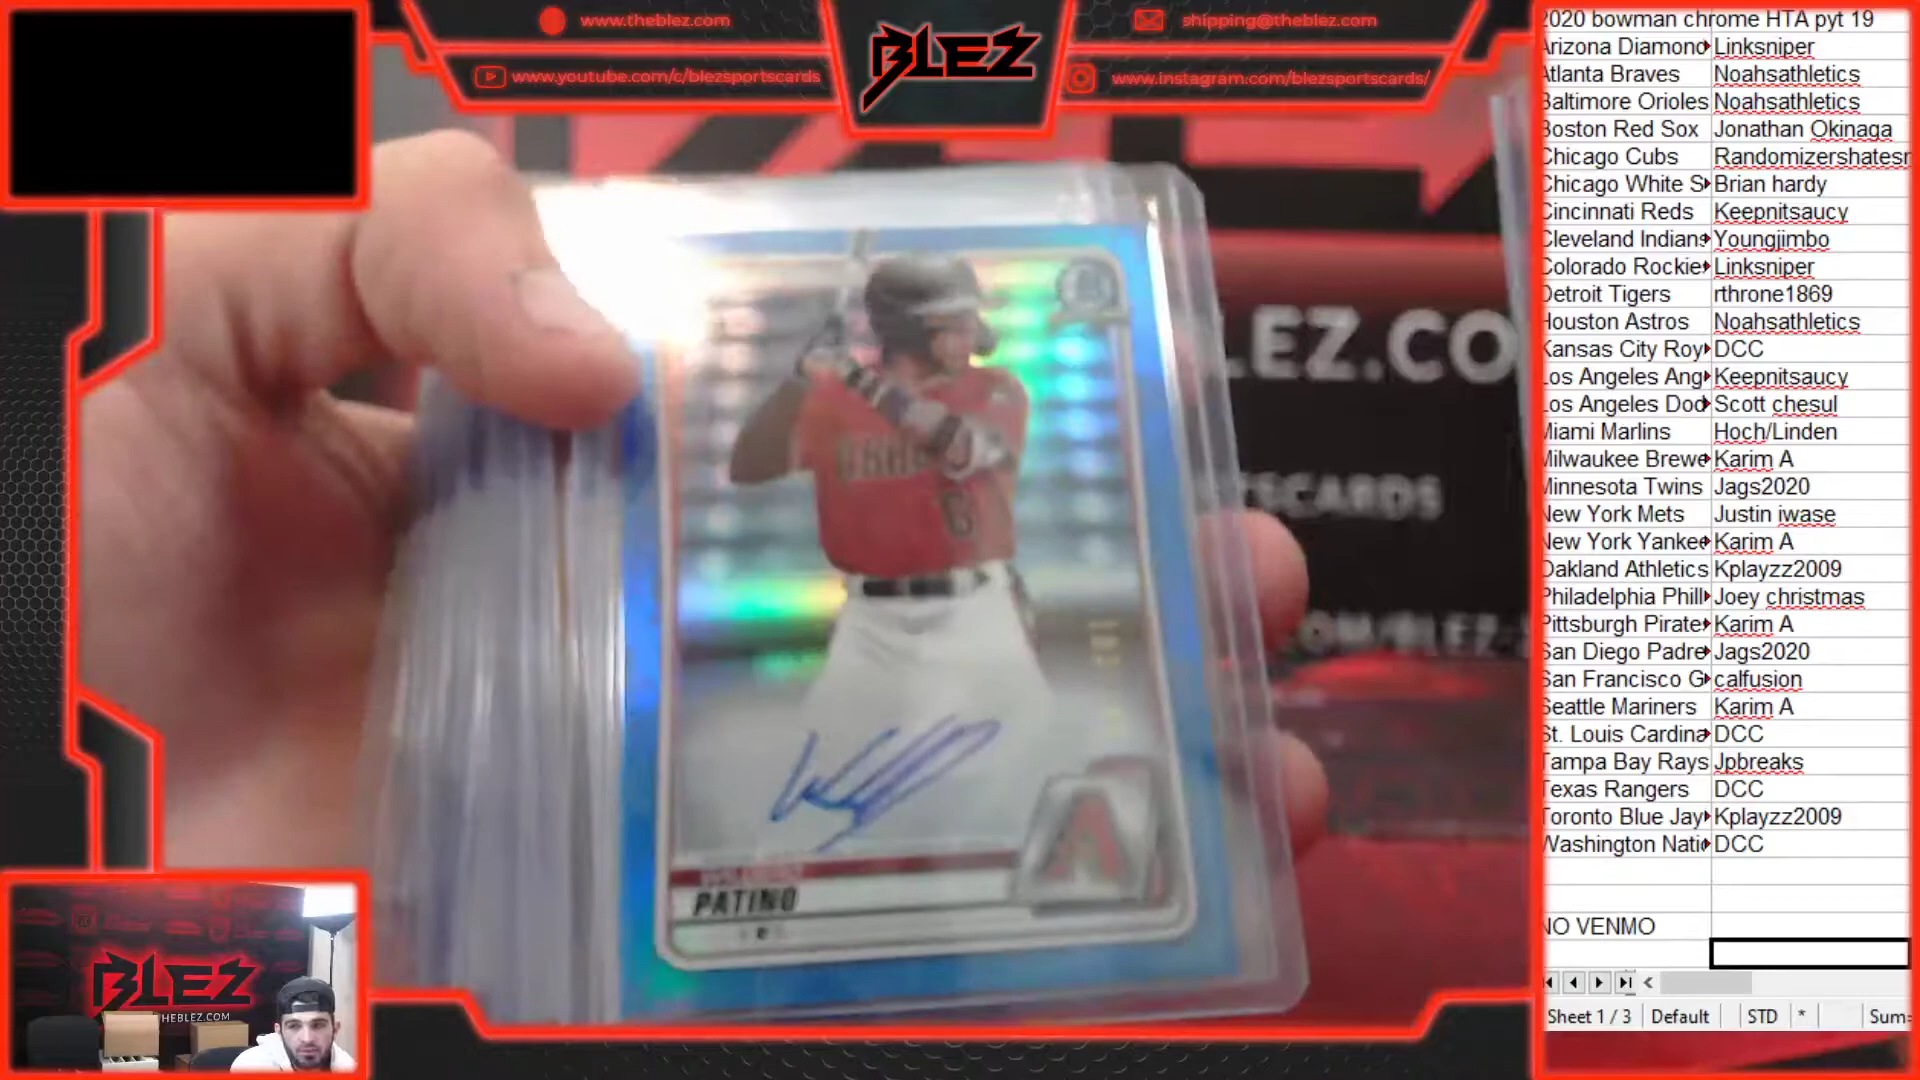 www.theblez.com
BLEZ
shipping@theblez.com
www.youtube.com/c/blezsportscards
www.instagram.com/blezsportscards/
LEZ.CO
TSCARDS
PATINO
A
BLEZ
THEBLEZ.COM
2020 bowman chrome HTA pyt 19
Arizona Diamond Linksniper
Atlanta Braves Noahsathletics
Baltimore Orioles Noahsathletics
Boston Red Sox Jonathan Okinaga
Chicago Cubs Randomizershatesr
Chicago White S Brian hardy
Cincinnati Reds Keepnitsaucy
Cleveland Indians Youngjimbo
Colorado Rockie Linksniper
Detroit Tigers rthrone1869
Houston Astros Noahsathletics
Kansas City Roy DCC
Los Angeles Ang Keepnitsaucy
Los Angeles Dod Scott chesul
Miami Marlins Hoch/Linden
Milwaukee Brewe Karim A
Minnesota Twins Jags2020
New York Mets Justin iwase
New York Yankee Karim A
Oakland Athletics Kplayzz2009
Philadelphia Phill Joey christmas
Pittsburgh Pirate Karim A
San Diego Padre Jags2020
San Francisco G calfusion
Seattle Mariners Karim A
St. Louis Cardina DCC
Tampa Bay Rays Jpbreaks
Texas Rangers DCC
Toronto Blue Jay Kplayzz2009
Washington Natio DCC
NO VENMO
Sheet 1 / 3 Default STD * Sum=